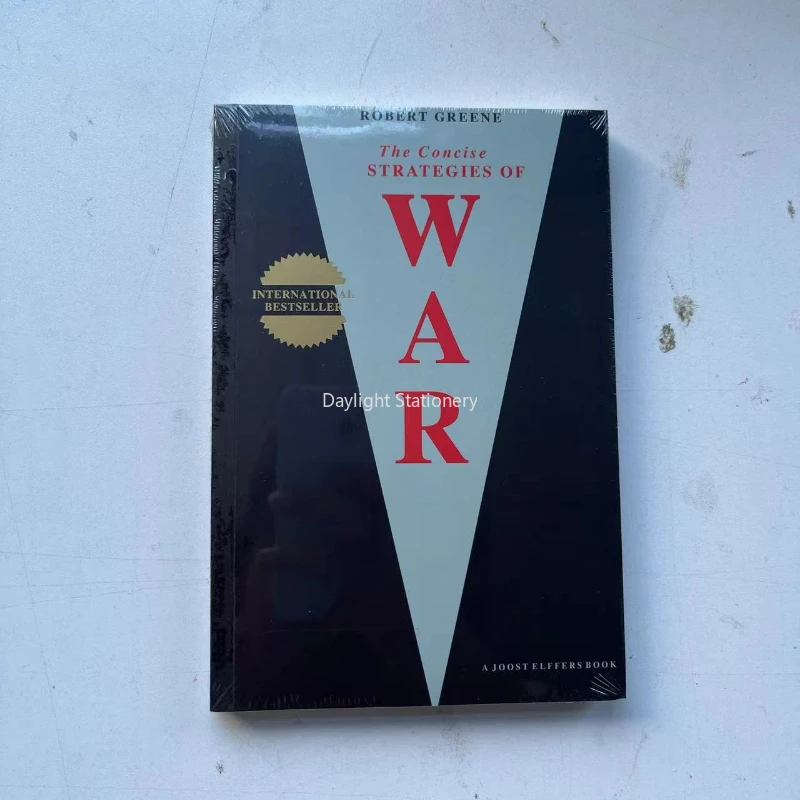 ROBERT GREENE
The Concise
STRATEGIES OF
W
A
R
INTERNATIONAL
BESTSELLER
Daylight Stationery
A JOOST ELFFERS BOOK